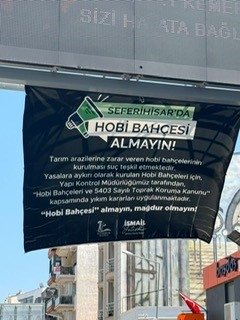 SİZİ HAYATA BAĞL
SEFERİHİSAR'DA
HOBİ BAHÇESİ
ALMAYIN!
Tarım arazilerine zarar veren hobi bahçelerinin
kurulması suç teşkil etmektedir.
Yasalara aykırı olarak kurulan Hobi Bahçeleri için,
Yapı Kontrol Müdürlüğümüz tarafından,
"Hobi Bahçeleri ve 5403 Sayılı Toprak Koruma Kanunu"
kapsamında yıkım kararları uygulanmaktadır.
"Hobi Bahçesi" almayın, mağdur olmayın!
İSMAİL